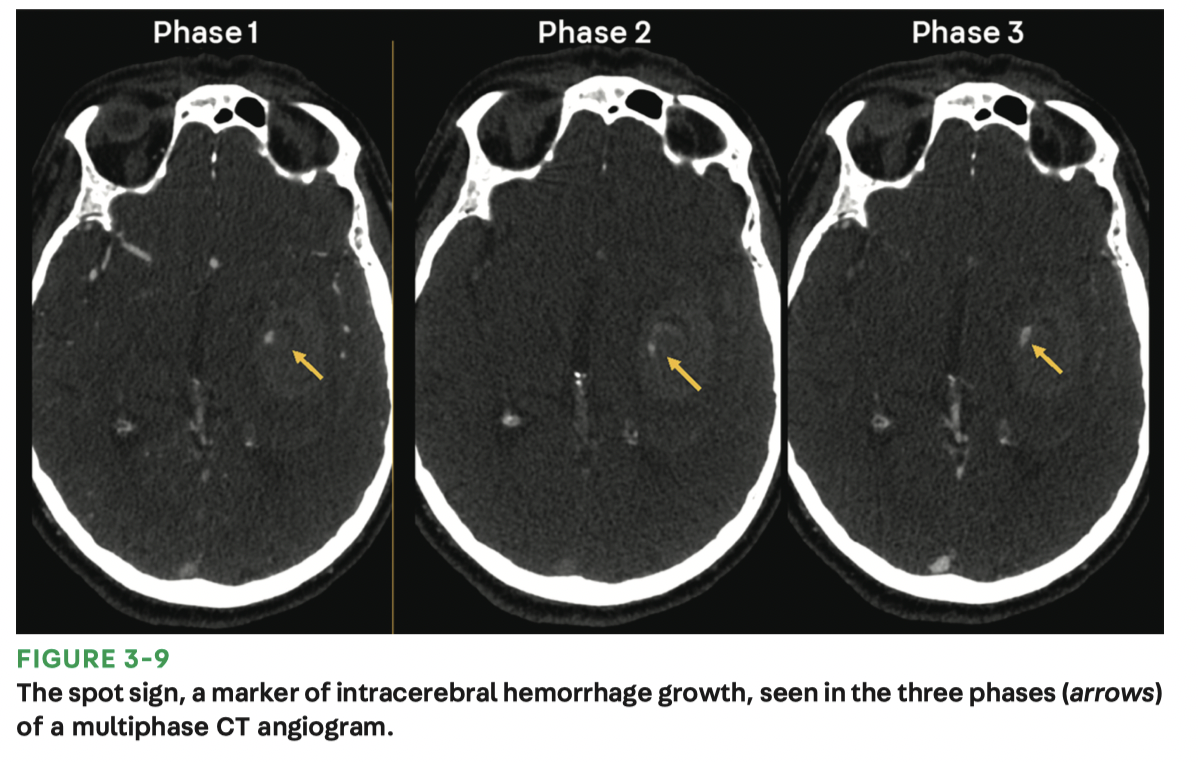 Phase 1
Phase 2
Phase 3
FIGURE 3-9
The spot sign, a marker of intracerebral hemorrhage growth, seen in the three phases (arrows)
of a multiphase CT angiogram.